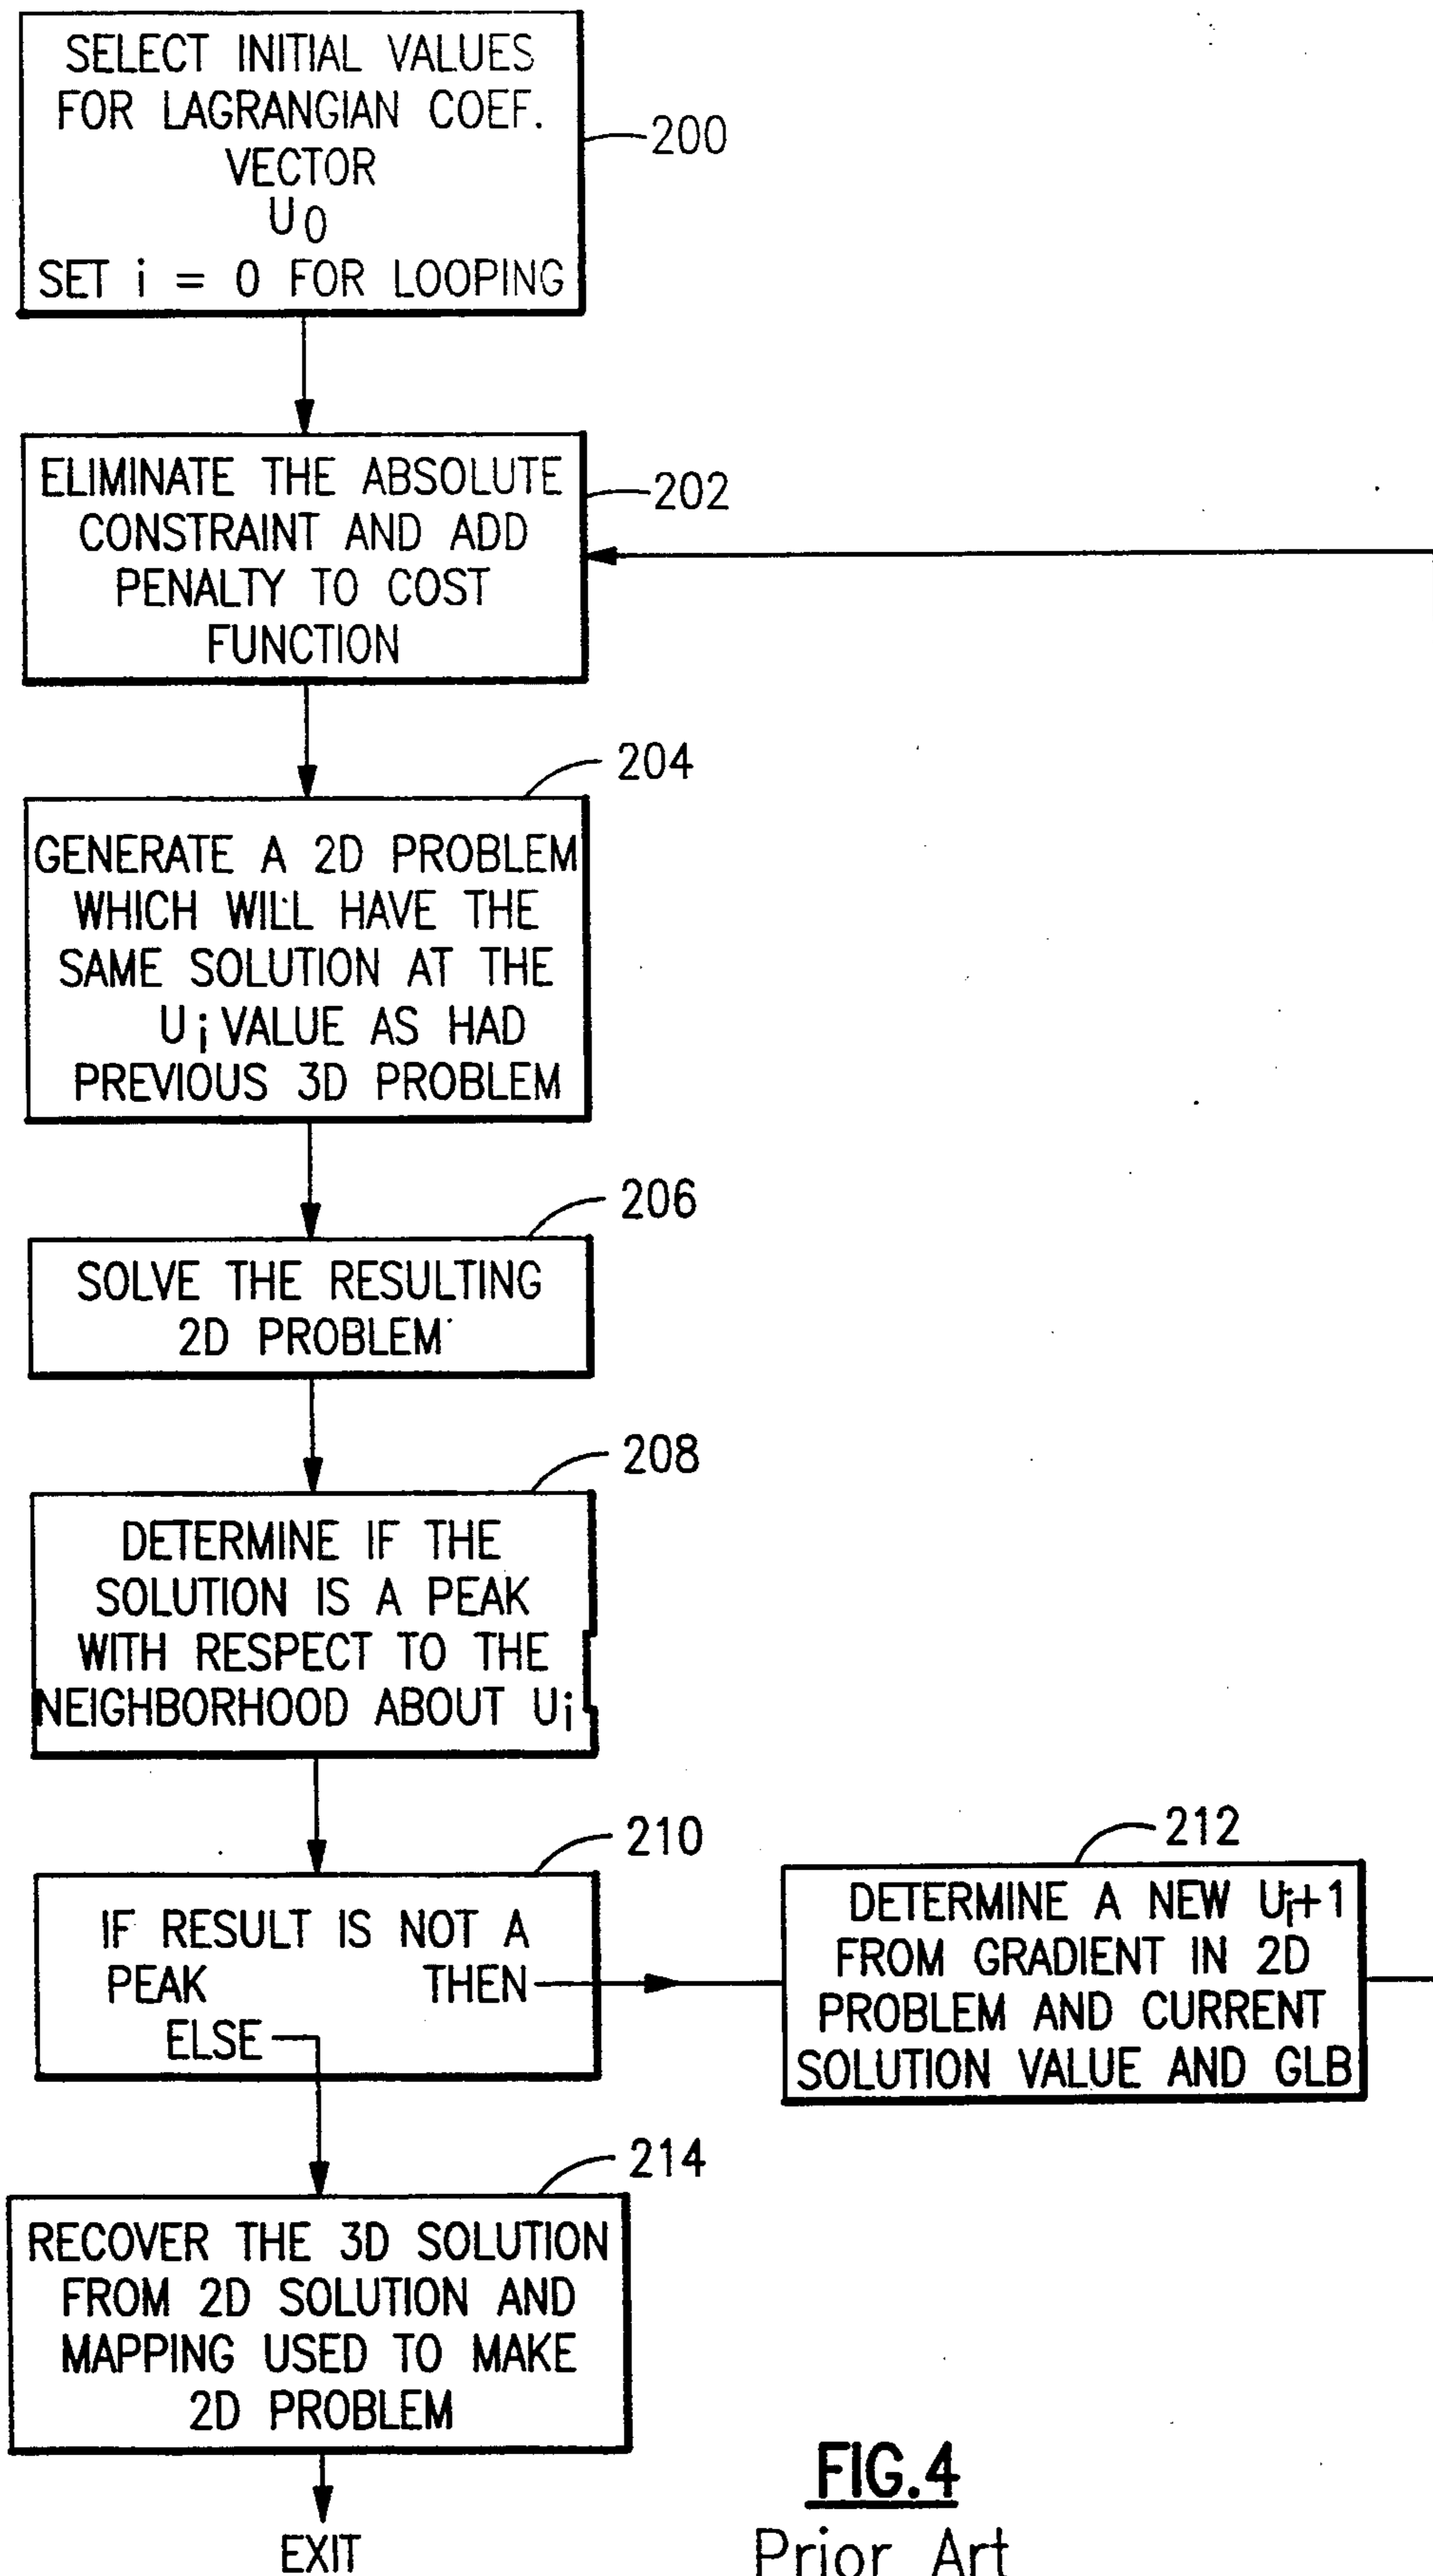 SELECT INITIAL VALUES
FOR LAGRANGIAN COEF.
VECTOR
U0
SET i = 0 FOR LOOPING
200
ELIMINATE THE ABSOLUTE
CONSTRAINT AND ADD
PENALTY TO COST
FUNCTION
202
204
GENERATE A 2D PROBLEM
WHICH WILL HAVE THE
SAME SOLUTION AT THE
Ui VALUE AS HAD
PREVIOUS 3D PROBLEM
206
SOLVE THE RESULTING
2D PROBLEM
208
DETERMINE IF THE
SOLUTION IS A PEAK
WITH RESPECT TO THE
NEIGHBORHOOD ABOUT Ui
210
IF RESULT IS NOT A
PEAK THEN
ELSE
212
DETERMINE A NEW Ui+1
FROM GRADIENT IN 2D
PROBLEM AND CURRENT
SOLUTION VALUE AND GLB
214
RECOVER THE 3D SOLUTION
FROM 2D SOLUTION AND
MAPPING USED TO MAKE
2D PROBLEM
EXIT
FIG.4
Prior Art